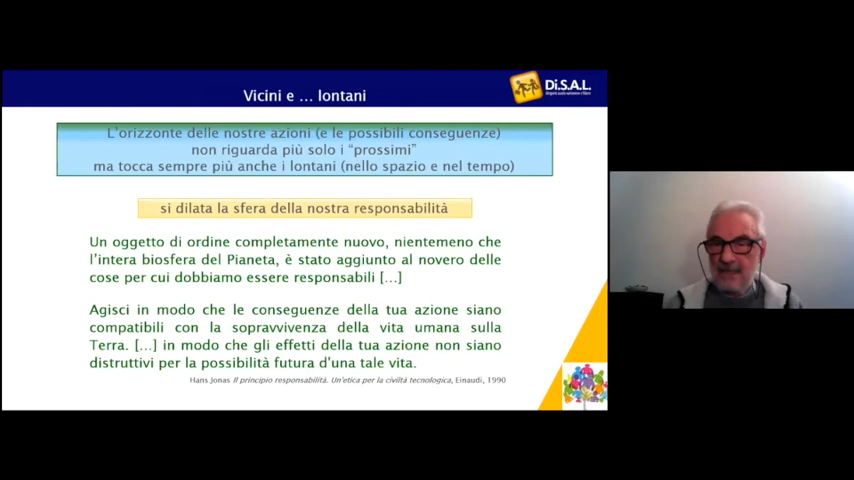 Vicini e ... lontani
Di.S.A.L.
L'orizzonte delle nostre azioni (e le possibili conseguenze)
non riguarda più solo i "prossimi"
ma tocca sempre più anche i lontani (nello spazio e nel tempo)
si dilata la sfera della nostra responsabilità
Un oggetto di ordine completamente nuovo, nientemeno che
l'intera biosfera del Pianeta, è stato aggiunto al novero delle
cose per cui dobbiamo essere responsabili [...]
Agisci in modo che le conseguenze della tua azione siano
compatibili con la sopravvivenza della vita umana sulla
Terra. [...] in modo che gli effetti della tua azione non siano
distruttivi per la possibilità futura d'una tale vita.
Hans Jonas Il principio responsabilità. Un'etica per la civiltà tecnologica, Einaudi, 1990